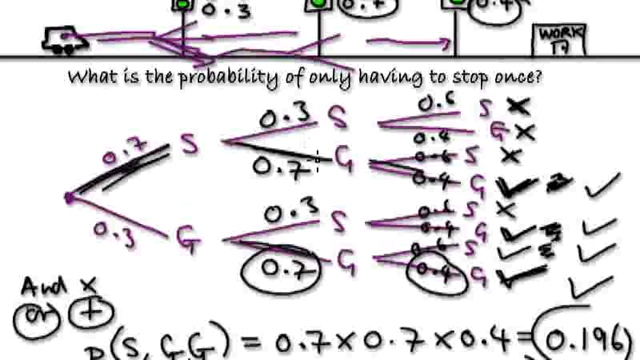 0.3
0.7
0.4
WORK
What is the probability of only having to stop once?
0.6 S ×
0.3 S
0.4 G ×
0.7 S
0.7 G
0.6 S ×
0.4 G ✓ ✓
0.3 G
0.3 S
0.6 S ×
0.4 G ✓ ✓
0.7 G
0.6 S ✓ ✓
0.4 G ✓ ✓
And ×
or +
P(S, G, G) = 0.7 × 0.7 × 0.4 = 0.196